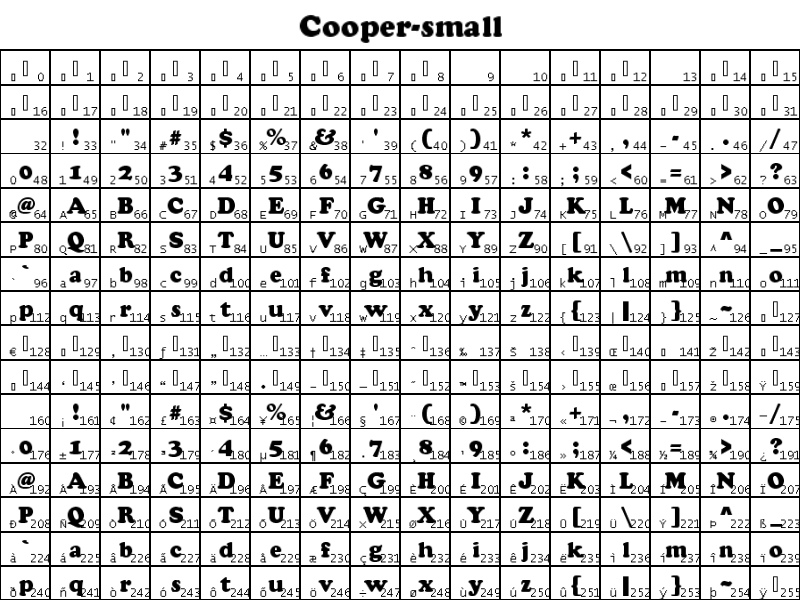 Cooper-small
0 1 2 3 4 5 6 7 8 9 10 11 12 13 14 15
16 17 18 19 20 21 22 23 24 25 26 27 28 29 30 31
32 ! ! 33 " " 34 # # 35 $ $ 36 % % 37 & & 38 ' ' 39 ( ( 40 ) ) 41 * * 42 + + 43 , , 44 - - 45 . . 46 / / 47
0 0 48 1 1 49 2 2 50 3 3 51 4 4 52 5 5 53 6 6 54 7 7 55 8 8 56 9 9 57 : : 58 ; ; 59 < < 60 = = 61 > > 62 ? ? 63
@ @ 64 A A 65 B B 66 C C 67 D D 68 E E 69 F F 70 G G 71 H H 72 I I 73 J J 74 K K 75 L L 76 M M 77 N N 78 O O 79
P P 80 Q Q 81 R R 82 S S 83 T T 84 U U 85 V V 86 W W 87 X X 88 Y Y 89 Z Z 90 [ [ 91 \ \ 92 ] ] 93 ^ ^ 94 _ _ 95
` ` 96 a a 97 b b 98 c c 99 d d 100 e e 101 f f 102 g g 103 h h 104 i i 105 j j 106 k k 107 l l 108 m m 109 n n 110 o o 111
p p 112 q q 113 r r 114 s s 115 t t 116 u u 117 v v 118 w w 119 x x 120 y y 121 z z 122 { { 123 | | 124 } } 125 ~ ~ 126 127
€ 128 129 ‚ 130 ƒ 131 „ 132 … 133 † 134 ‡ 135 ˆ 136 ‰ 137 Š 138 ‹ 139 Œ 140 141 Ž 142 143
144 ‘ 145 ’ 146 “ 147 ” 148 • 149 – 150 — 151 ˜ 152 ™ 153 š 154 › 155 œ 156 157 ž 158 Ÿ 159
160 ¡ ! 161 ¢ " 162 £ # 163 ¤ $ 164 ¥ % 165 ¦ & 166 § ' 167 ¨ ( 168 © ) 169 ª * 170 « + 171 ¬ , 172 - 173 ® . 174 ¯ / 175
° 0 176 ± 1 177 ² 2 178 ³ 3 179 ´ 4 180 µ 5 181 ¶ 6 182 · 7 183 ¸ 8 184 ¹ 9 185 º : 186 » ; 187 ¼ < 188 ½ = 189 ¾ > 190 ¿ ? 191
À @ 192 Á A 193 Â B 194 Ã C 195 Ä D 196 Å E 197 Æ F 198 Ç G 199 È H 200 É I 201 Ê J 202 Ë K 203 Ì L 204 Í M 205 Î N 206 Ï O 207
Ð P 208 Ñ Q 209 Ò R 210 Ó S 211 Ô T 212 Õ U 213 Ö V 214 × W 215 Ø X 216 Ù Y 217 Ú Z 218 Û [ 219 Ü \ 220 Ý ] 221 Þ ^ 222 ß _ 223
à ` 224 á a 225 â b 226 ã c 227 ä d 228 å e 229 æ f 230 ç g 231 è h 232 é i 233 ê j 234 ë k 235 ì l 236 í m 237 î n 238 ï o 239
ð p 240 ñ q 241 ò r 242 ó s 243 ô t 244 õ u 245 ö v 246 ÷ w 247 ø x 248 ù y 249 ú z 250 û { 251 ü | 252 ý } 253 þ ~ 254 ÿ 255